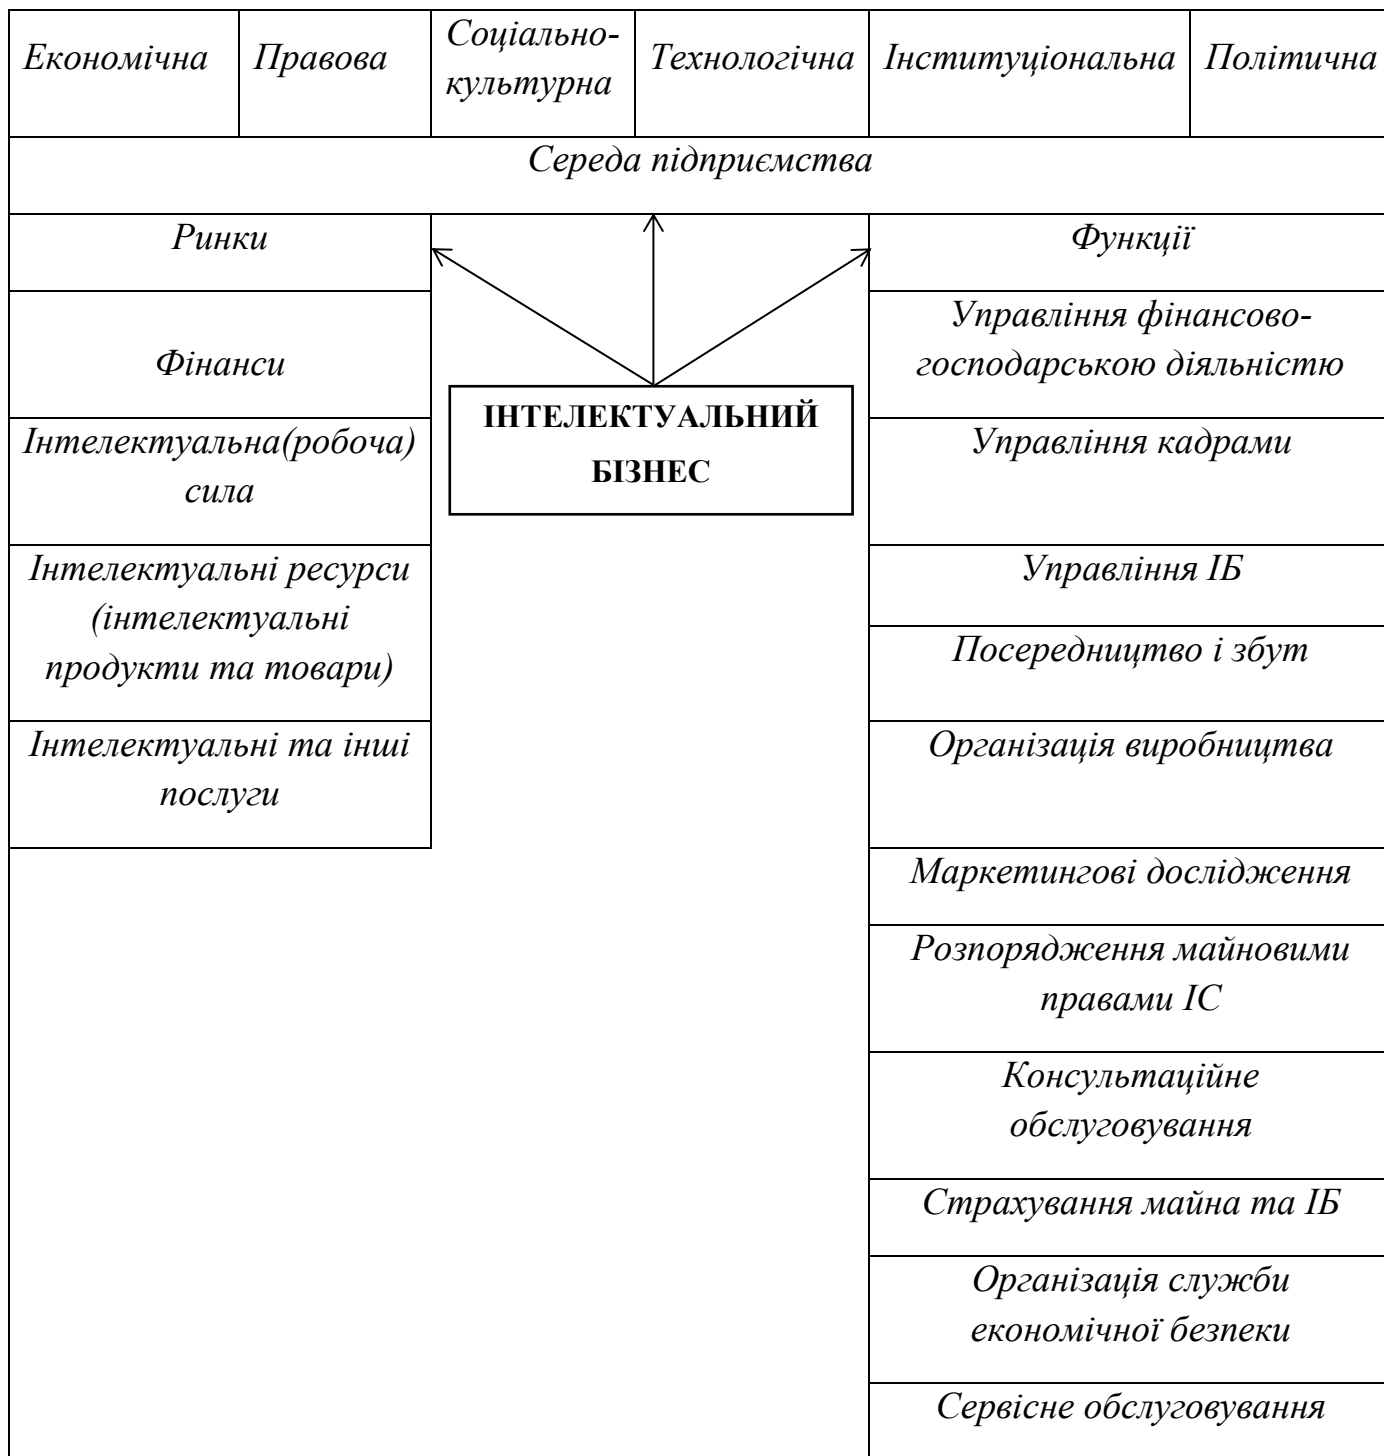 Економічна
Правова
Соціально-
культурна
Технологічна
Інституціональна
Політична
Середа підприємства
Ринки
Функції
Фінанси
Управління фінансово-
господарською діяльністю
ІНТЕЛЕКТУАЛЬНИЙ
БІЗНЕС
Інтелектуальна(робоча)
сила
Управління кадрами
Інтелектуальні ресурси
(інтелектуальні
продукти та товари)
Управління ІБ
Посередництво і збут
Інтелектуальні та інші
послуги
Організація виробництва
Маркетингові дослідження
Розпорядження майновими
правами ІС
Консультаційне
обслуговування
Страхування майна та ІБ
Організація служби
економічної безпеки
Сервісне обслуговування